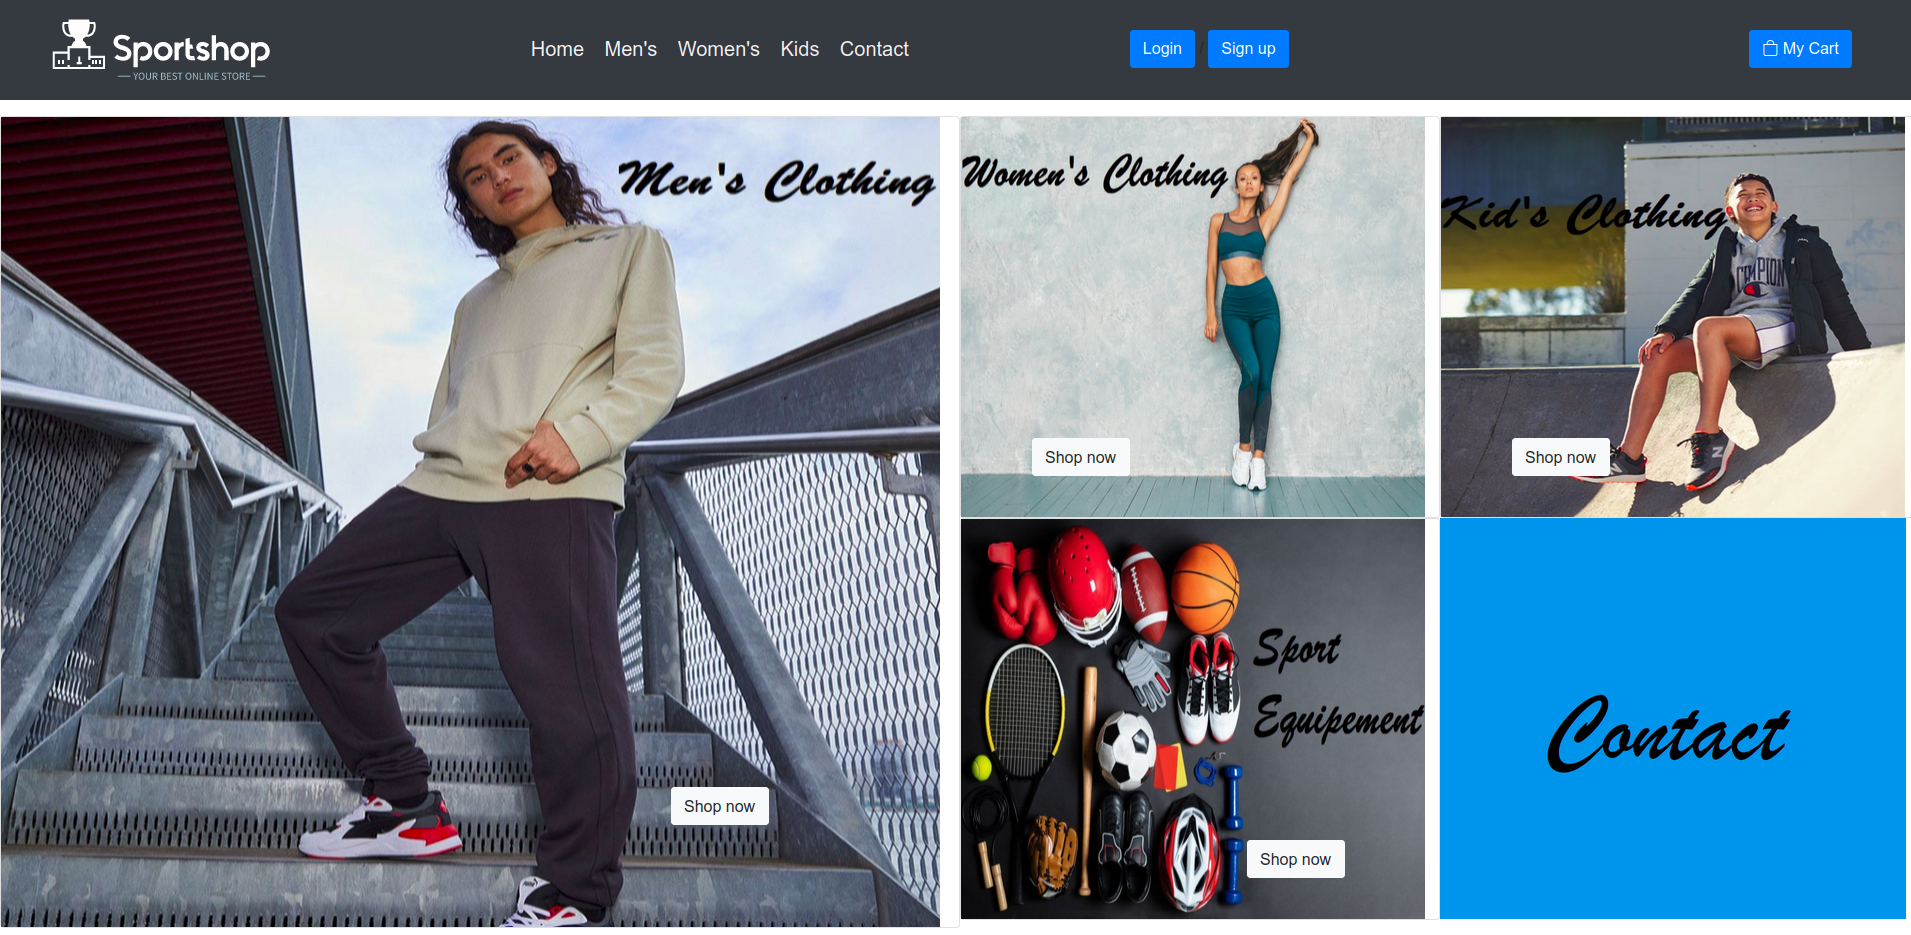 Sportshop
YOUR BEST ONLINE STORE
Home Men's Women's Kids Contact
Login / Sign up
My Cart
Men's Clothing
Shop now
Women's Clothing
Shop now
Kid's Clothing
CHAMPION
Shop now
Sport
Equipement
Shop now
Contact